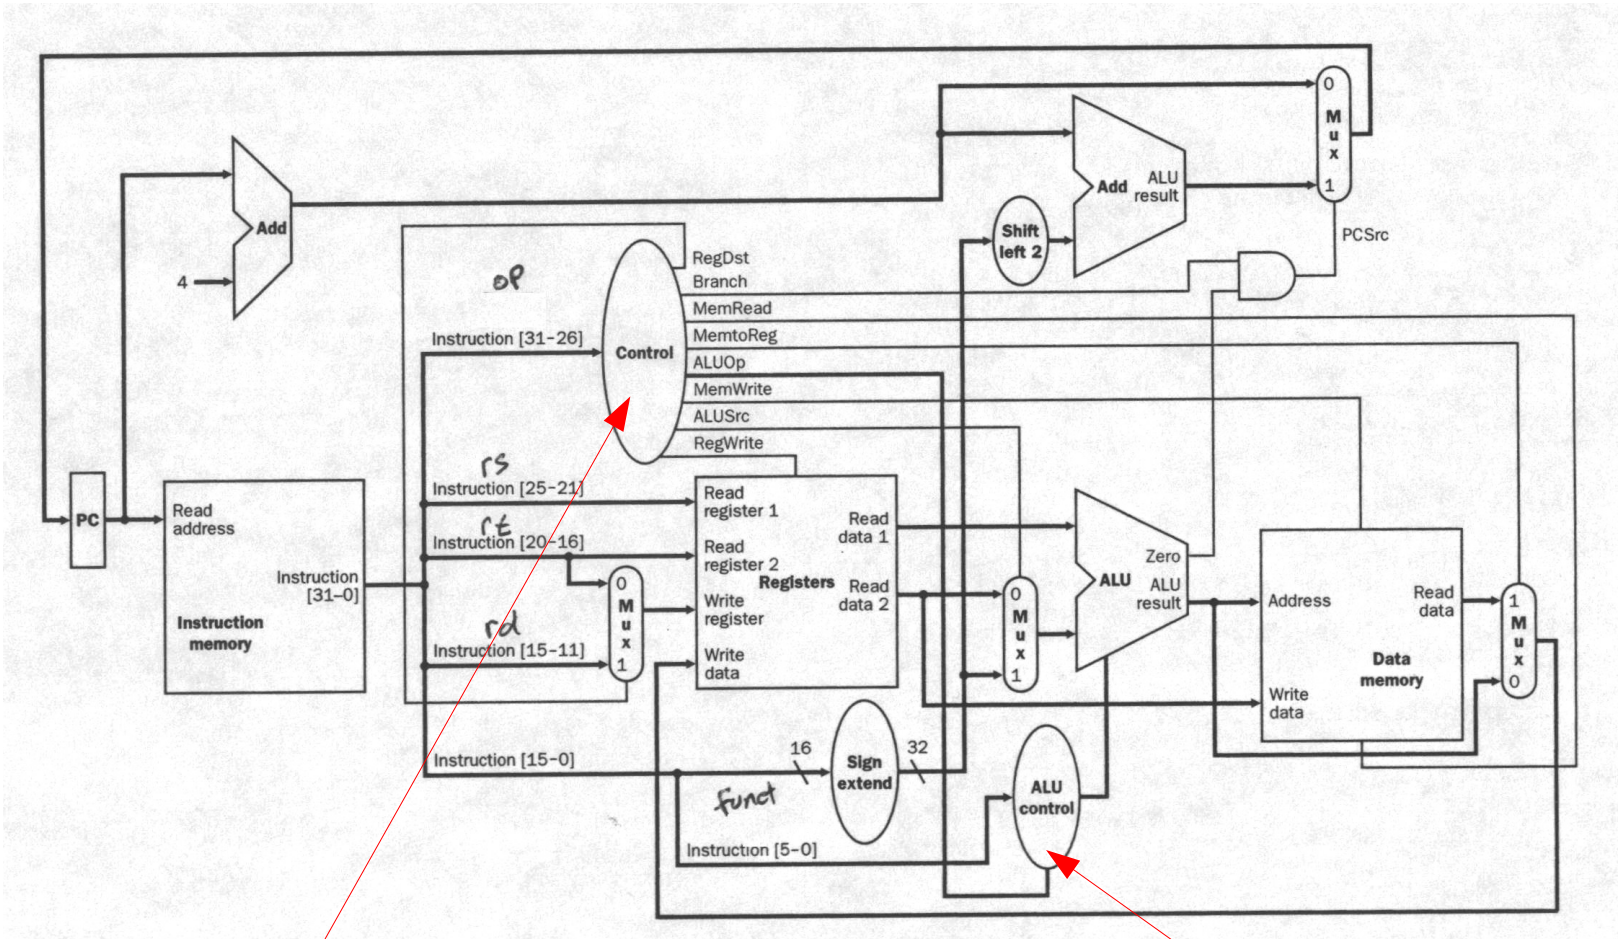 0
M
u
x
1
Add
ALU
result
Shift
left 2
PCSrc
Add
4
op
RegDst
Branch
MemRead
MemtoReg
ALUOp
MemWrite
ALUSrc
RegWrite
Instruction [31–26]
Control
rs
Instruction [25–21]
rt
Instruction [20–16]
rd
Instruction [15–11]
PC
Read
address
Instruction
[31–0]
Instruction
memory
0
M
u
x
1
Read
register 1
Read
register 2
Registers
Write
register
Write
data
Read
data 1
Read
data 2
0
M
u
x
1
Zero
ALU
ALU
result
Address
Read
data
Data
memory
Write
data
1
M
u
x
0
Instruction [15–0]
16
Sign
extend
32
funct
ALU
control
Instruction [5–0]